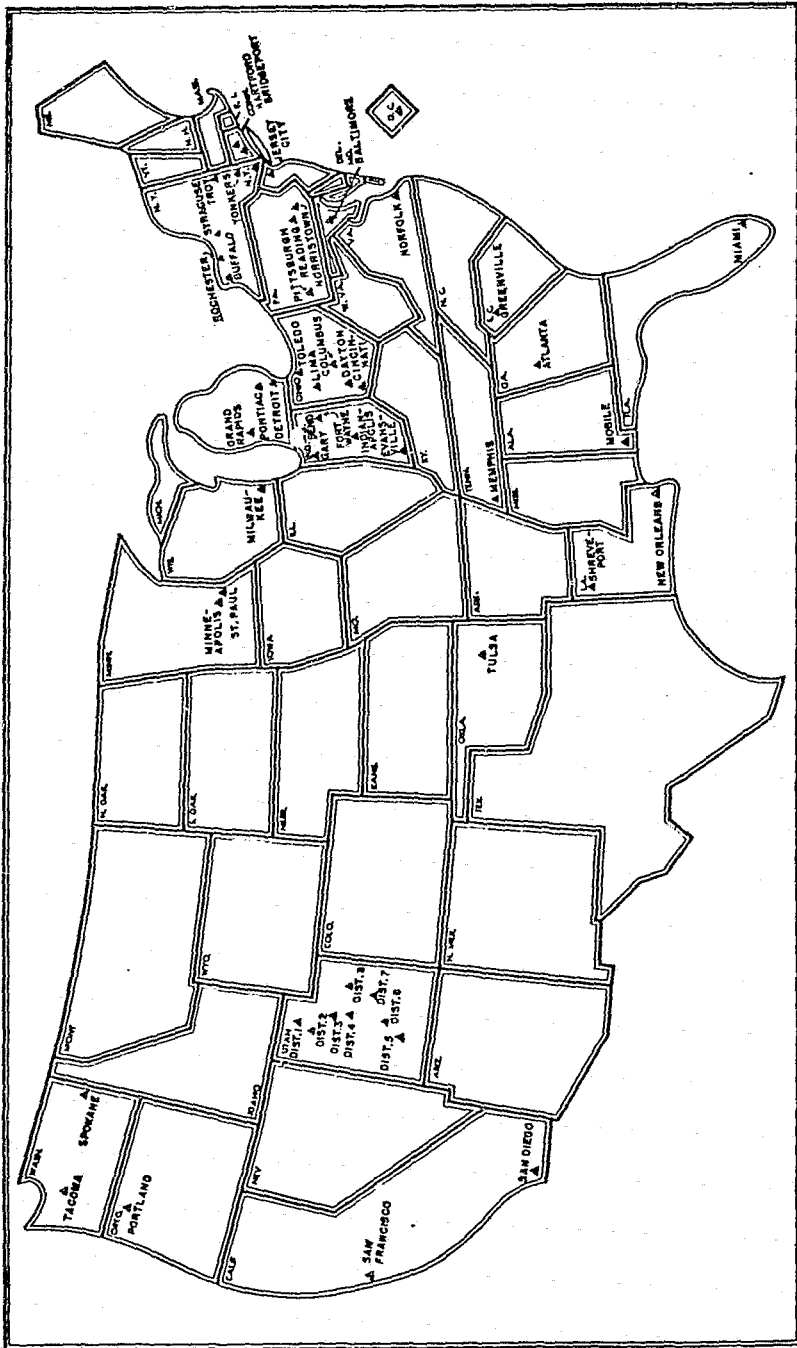 WASH.
TACOMA
SPOKANE
OREG.
PORTLAND
CALIF.
SAN
FRANCISCO
SAN DIEGO
NEV.
IDAHO
MONT.
WYO.
UTAH
DIST. 1
DIST. 2
DIST. 3
DIST. 4
DIST. 5
DIST. 6
DIST. 7
DIST. 8
ARIZ.
COLO.
N. MEX.
N. DAK.
S. DAK.
NEBR.
KANS.
OKLA.
TULSA
TEX.
MINN.
MINNE-
APOLIS
ST. PAUL
IOWA
MO.
ARK.
LA.
SHREVE-
PORT
NEW ORLEANS
WIS.
MILWAU-
KEE
ILL.
MICH.
GRAND
RAPIDS
PONTIAC
DETROIT
BEND
GARY
FORT
WAYNE
INDIAN-
APOLIS
EVANS-
VILLE
OHIO
TOLEDO
LIMA
COLUMBUS
DAYTON
CINCIN-
NATI
KY.
TENN.
MEMPHIS
MISS.
ALA.
MOBILE
GA.
ATLANTA
FLA.
MIAMI
S.C.
GREENVILLE
N.C.
VA.
NORFOLK
W. VA.
PA.
PITTSBURGH
READING
NORRISTOWN
N.Y.
ROCHESTER
SYRACUSE
TROY
BUFFALO
YONKERS
N.Y.
VT.
N.H.
ME.
MASS.
R.I.
CONN.
HARTFORD
BRIDGEPORT
JERSEY
CITY
DEL.
MD.
BALTIMORE
D.C.